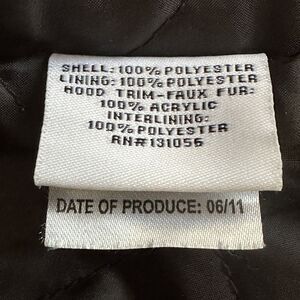 SHELL: 100% POLYESTER
LINING: 100% POLYESTER
HOOD TRIM-FAUX FUR:
100% ACRYLIC
INTERLINING:
100% POLYESTER
RN#131056
DATE OF PRODUCE: 06/11